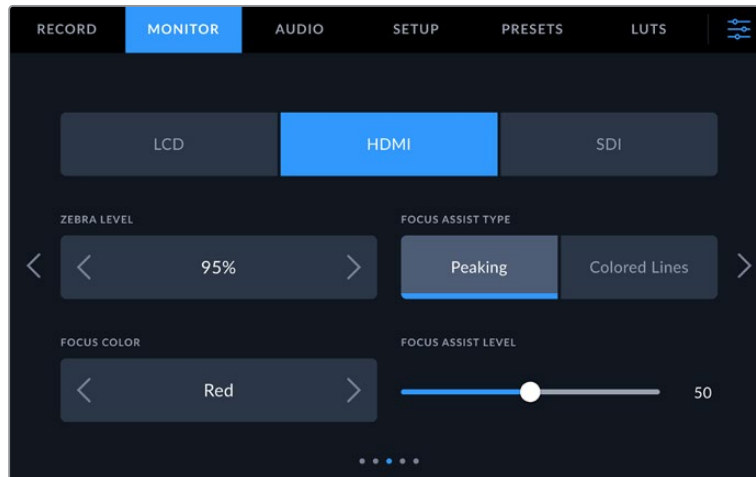 RECORD MONITOR AUDIO SETUP PRESETS LUTS
LCD HDMI SDI
ZEBRA LEVEL FOCUS ASSIST TYPE
95% Peaking Colored Lines
FOCUS COLOR FOCUS ASSIST LEVEL
Red 50